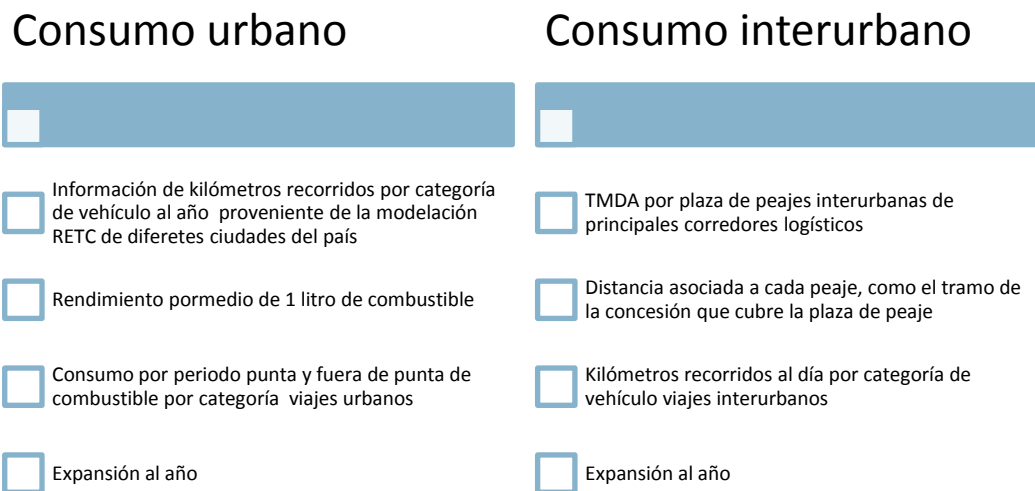 Consumo urbano
Información de kilómetros recorridos por categoría
de vehículo al año  proveniente de la modelación
RETC de diferetes ciudades del país
Rendimiento pormedio de 1 litro de combustible
Consumo por periodo punta y fuera de punta de
combustible por categoría  viajes urbanos
Expansión al año
Consumo interurbano
TMDA por plaza de peajes interurbanas de
principales corredores logísticos
Distancia asociada a cada peaje, como el tramo de
la concesión que cubre la plaza de peaje
Kilómetros recorridos al día por categoría de
vehículo viajes interurbanos
Expansión al año